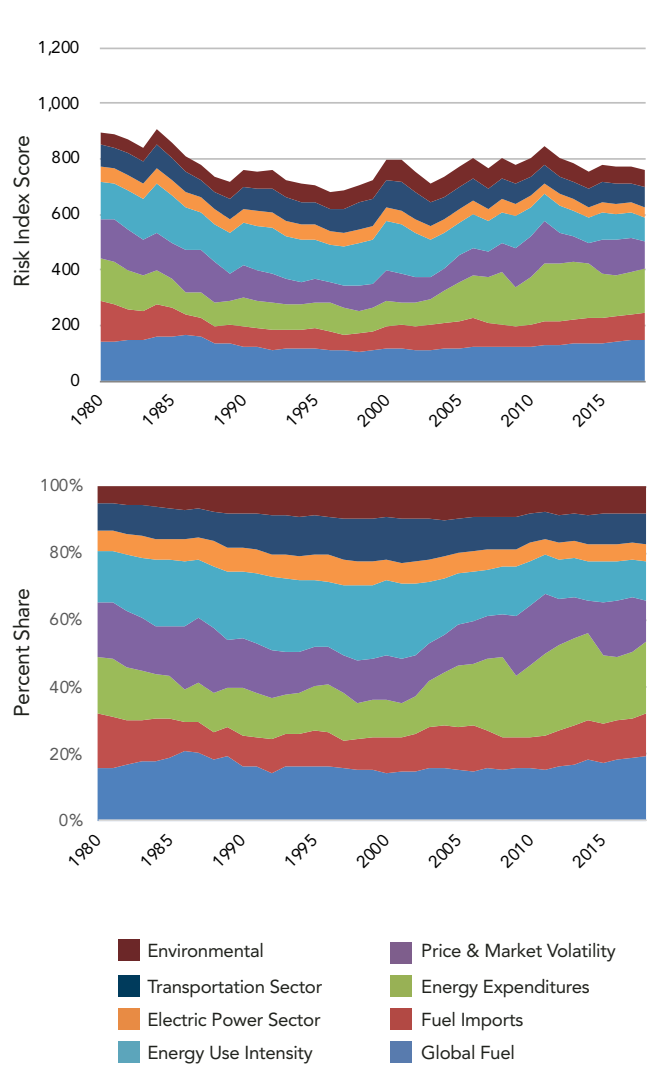 1,200
1,000
800
600
400
200
0
Risk Index Score
1980
1985
1990
1995
2000
2005
2010
2015
100%
80%
60%
40%
20%
0%
Percent Share
1980
1985
1990
1995
2000
2005
2010
2015
Environmental
Transportation Sector
Electric Power Sector
Energy Use Intensity
Price & Market Volatility
Energy Expenditures
Fuel Imports
Global Fuel